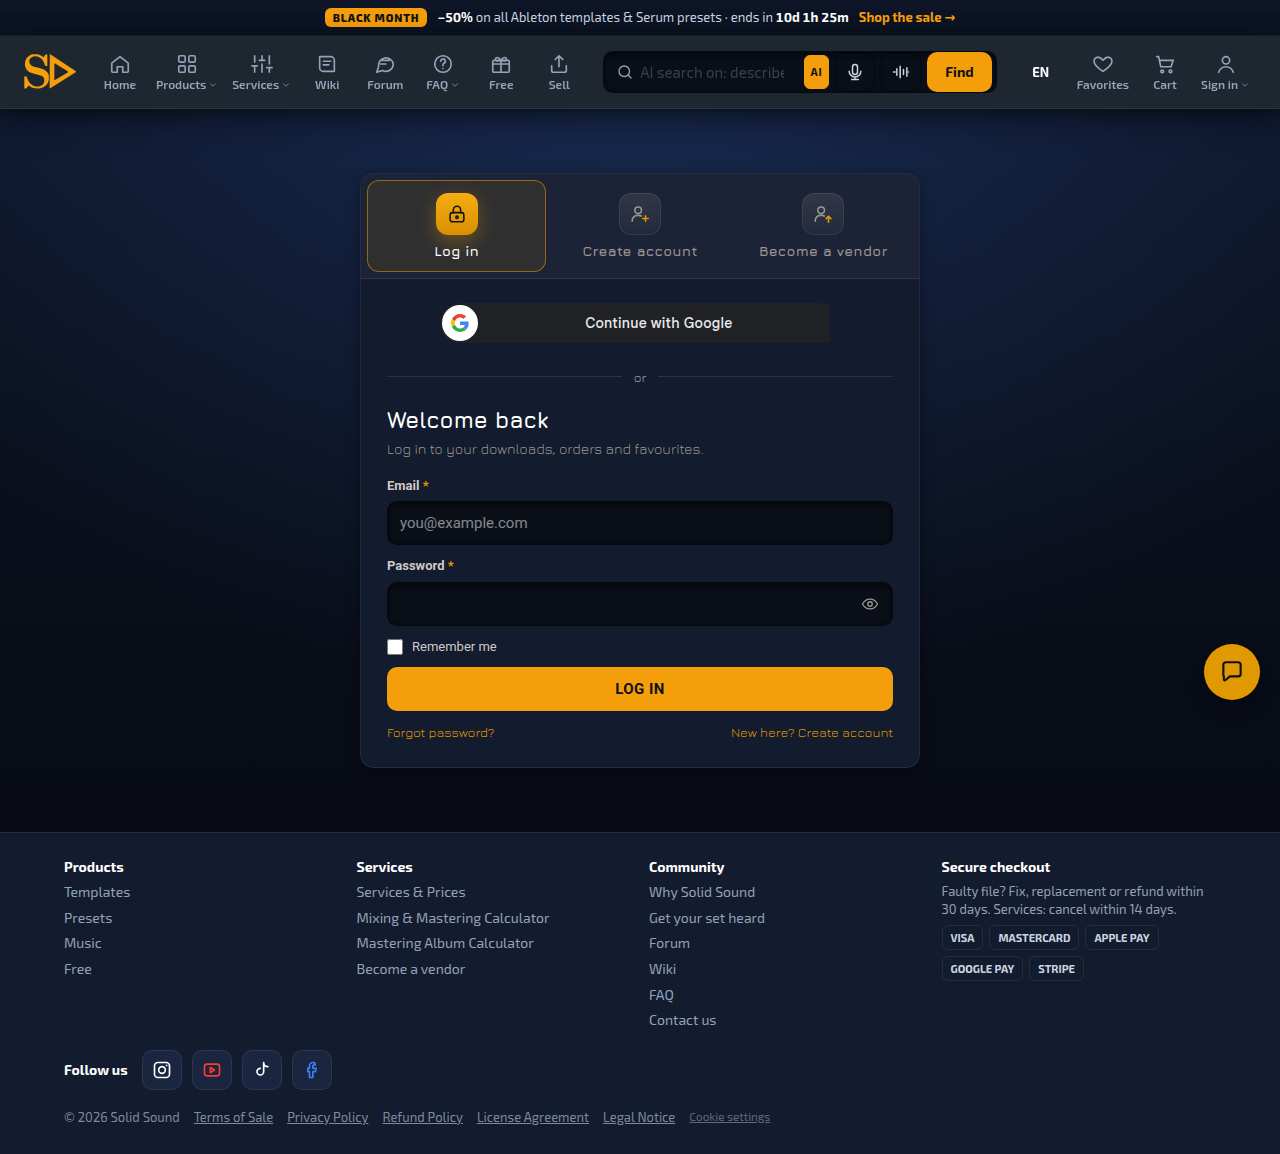 BLACK MONTH −50% on all Ableton templates & Serum presets · ends in 10d 1h 25m Shop the sale →
SD
Home
Products
Services
Wiki
Forum
FAQ
Free
Sell
AI search on: describe
AI
Find
EN
Favorites
Cart
Sign in
Log in
Create account
Become a vendor
Continue with Google
or
Welcome back
Log in to your downloads, orders and favourites.
Email *
you@example.com
Password *
Remember me
LOG IN
Forgot password?
New here? Create account
Products
Templates
Presets
Music
Free
Services
Services & Prices
Mixing & Mastering Calculator
Mastering Album Calculator
Become a vendor
Community
Why Solid Sound
Get your set heard
Forum
Wiki
FAQ
Contact us
Secure checkout
Faulty file? Fix, replacement or refund within
30 days. Services: cancel within 14 days.
VISA MASTERCARD APPLE PAY
GOOGLE PAY STRIPE
Follow us
© 2026 Solid Sound Terms of Sale Privacy Policy Refund Policy License Agreement Legal Notice Cookie settings